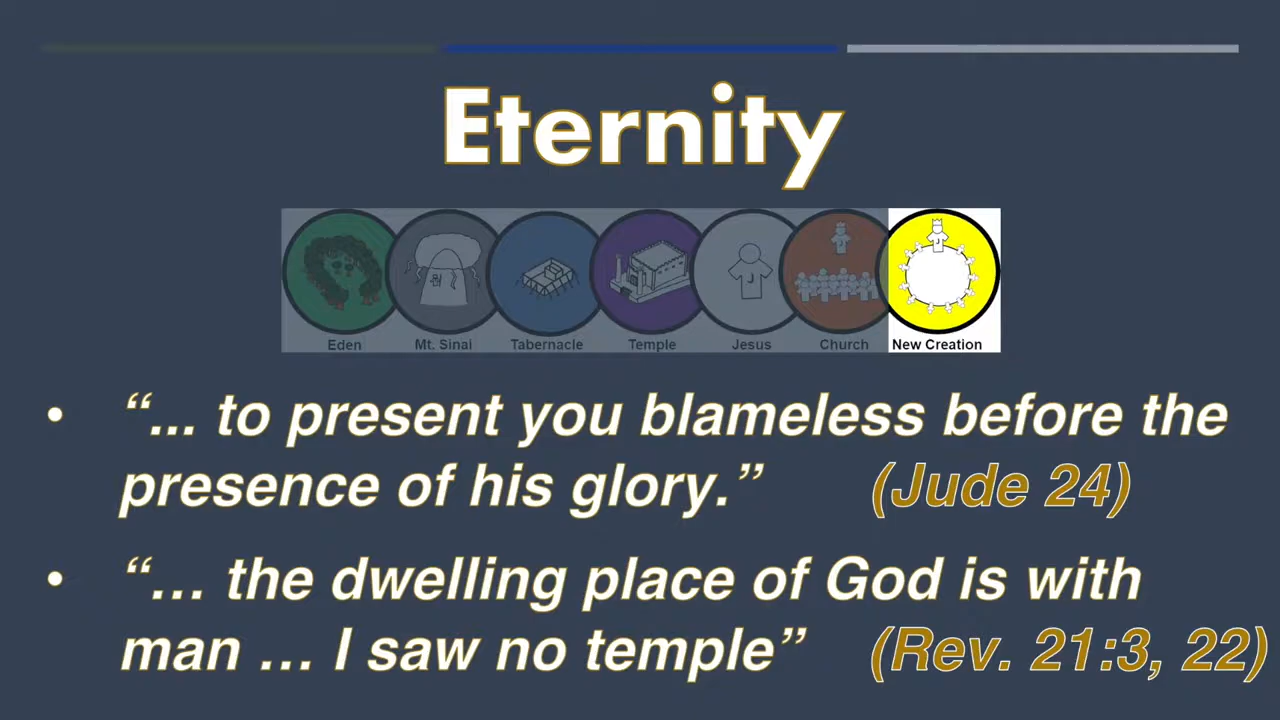 Eternity
Eden Mt. Sinai Tabernacle Temple Jesus Church New Creation
• “... to present you blameless before the
presence of his glory.” (Jude 24)
• “… the dwelling place of God is with
man … I saw no temple” (Rev. 21:3, 22)